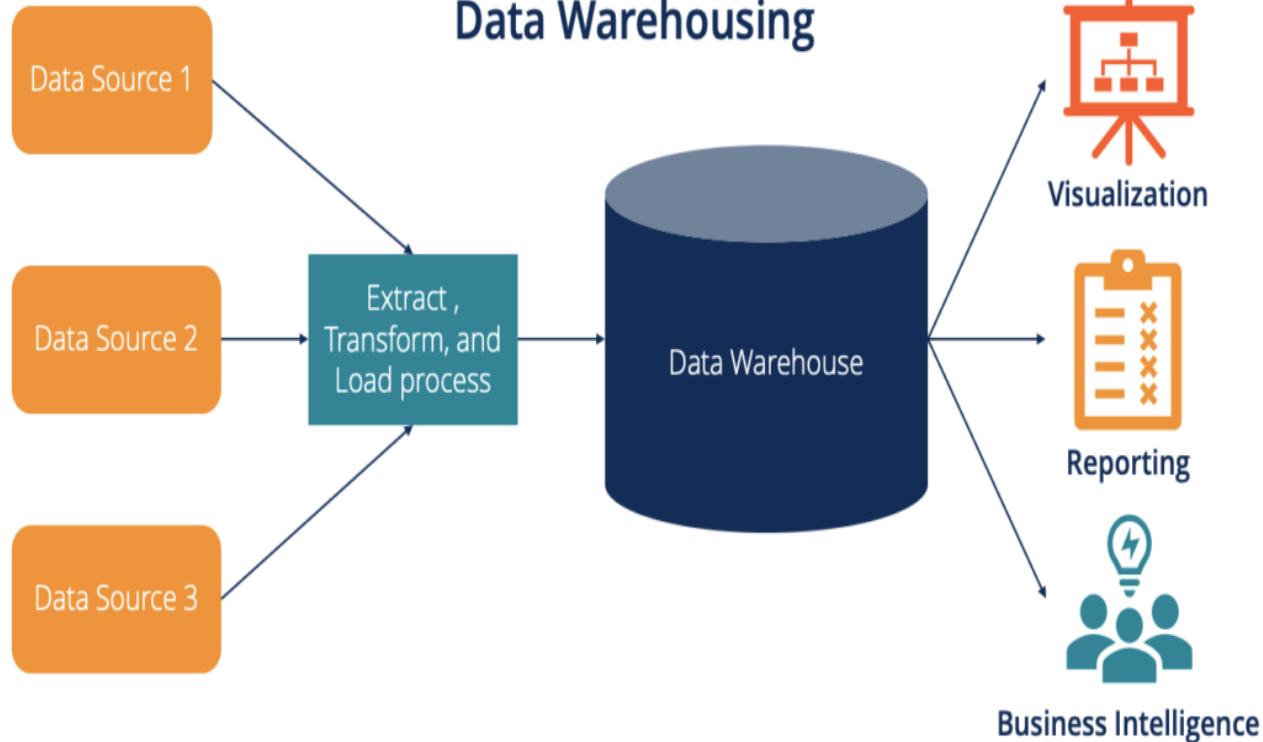 Data Warehousing
Data Source 1
Data Source 2
Data Source 3
Extract ,
Transform, and
Load process
Data Warehouse
Visualization
Reporting
Business Intelligence